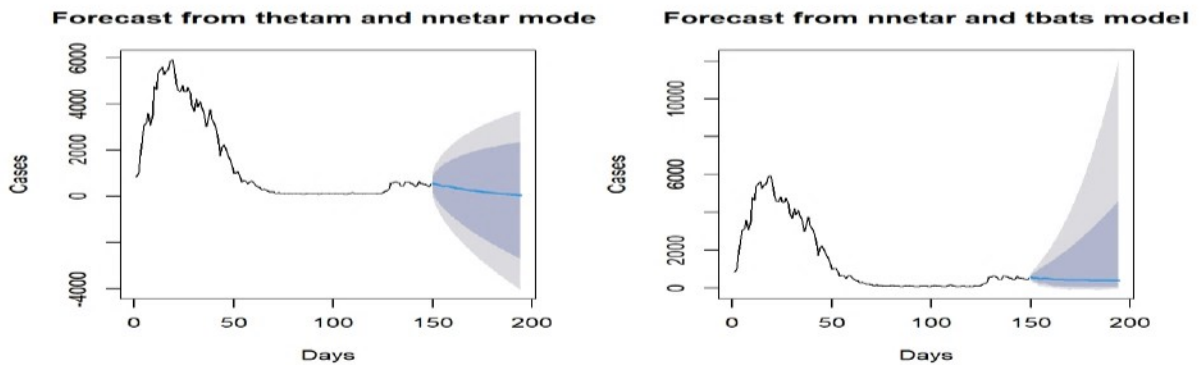 Forecast from thetam and nnetar mode
Cases
6000
4000
2000
0
-4000
0 50 100 150 200
Days
Forecast from nnetar and tbats model
Cases
10000
6000
2000
0
0 50 100 150 200
Days